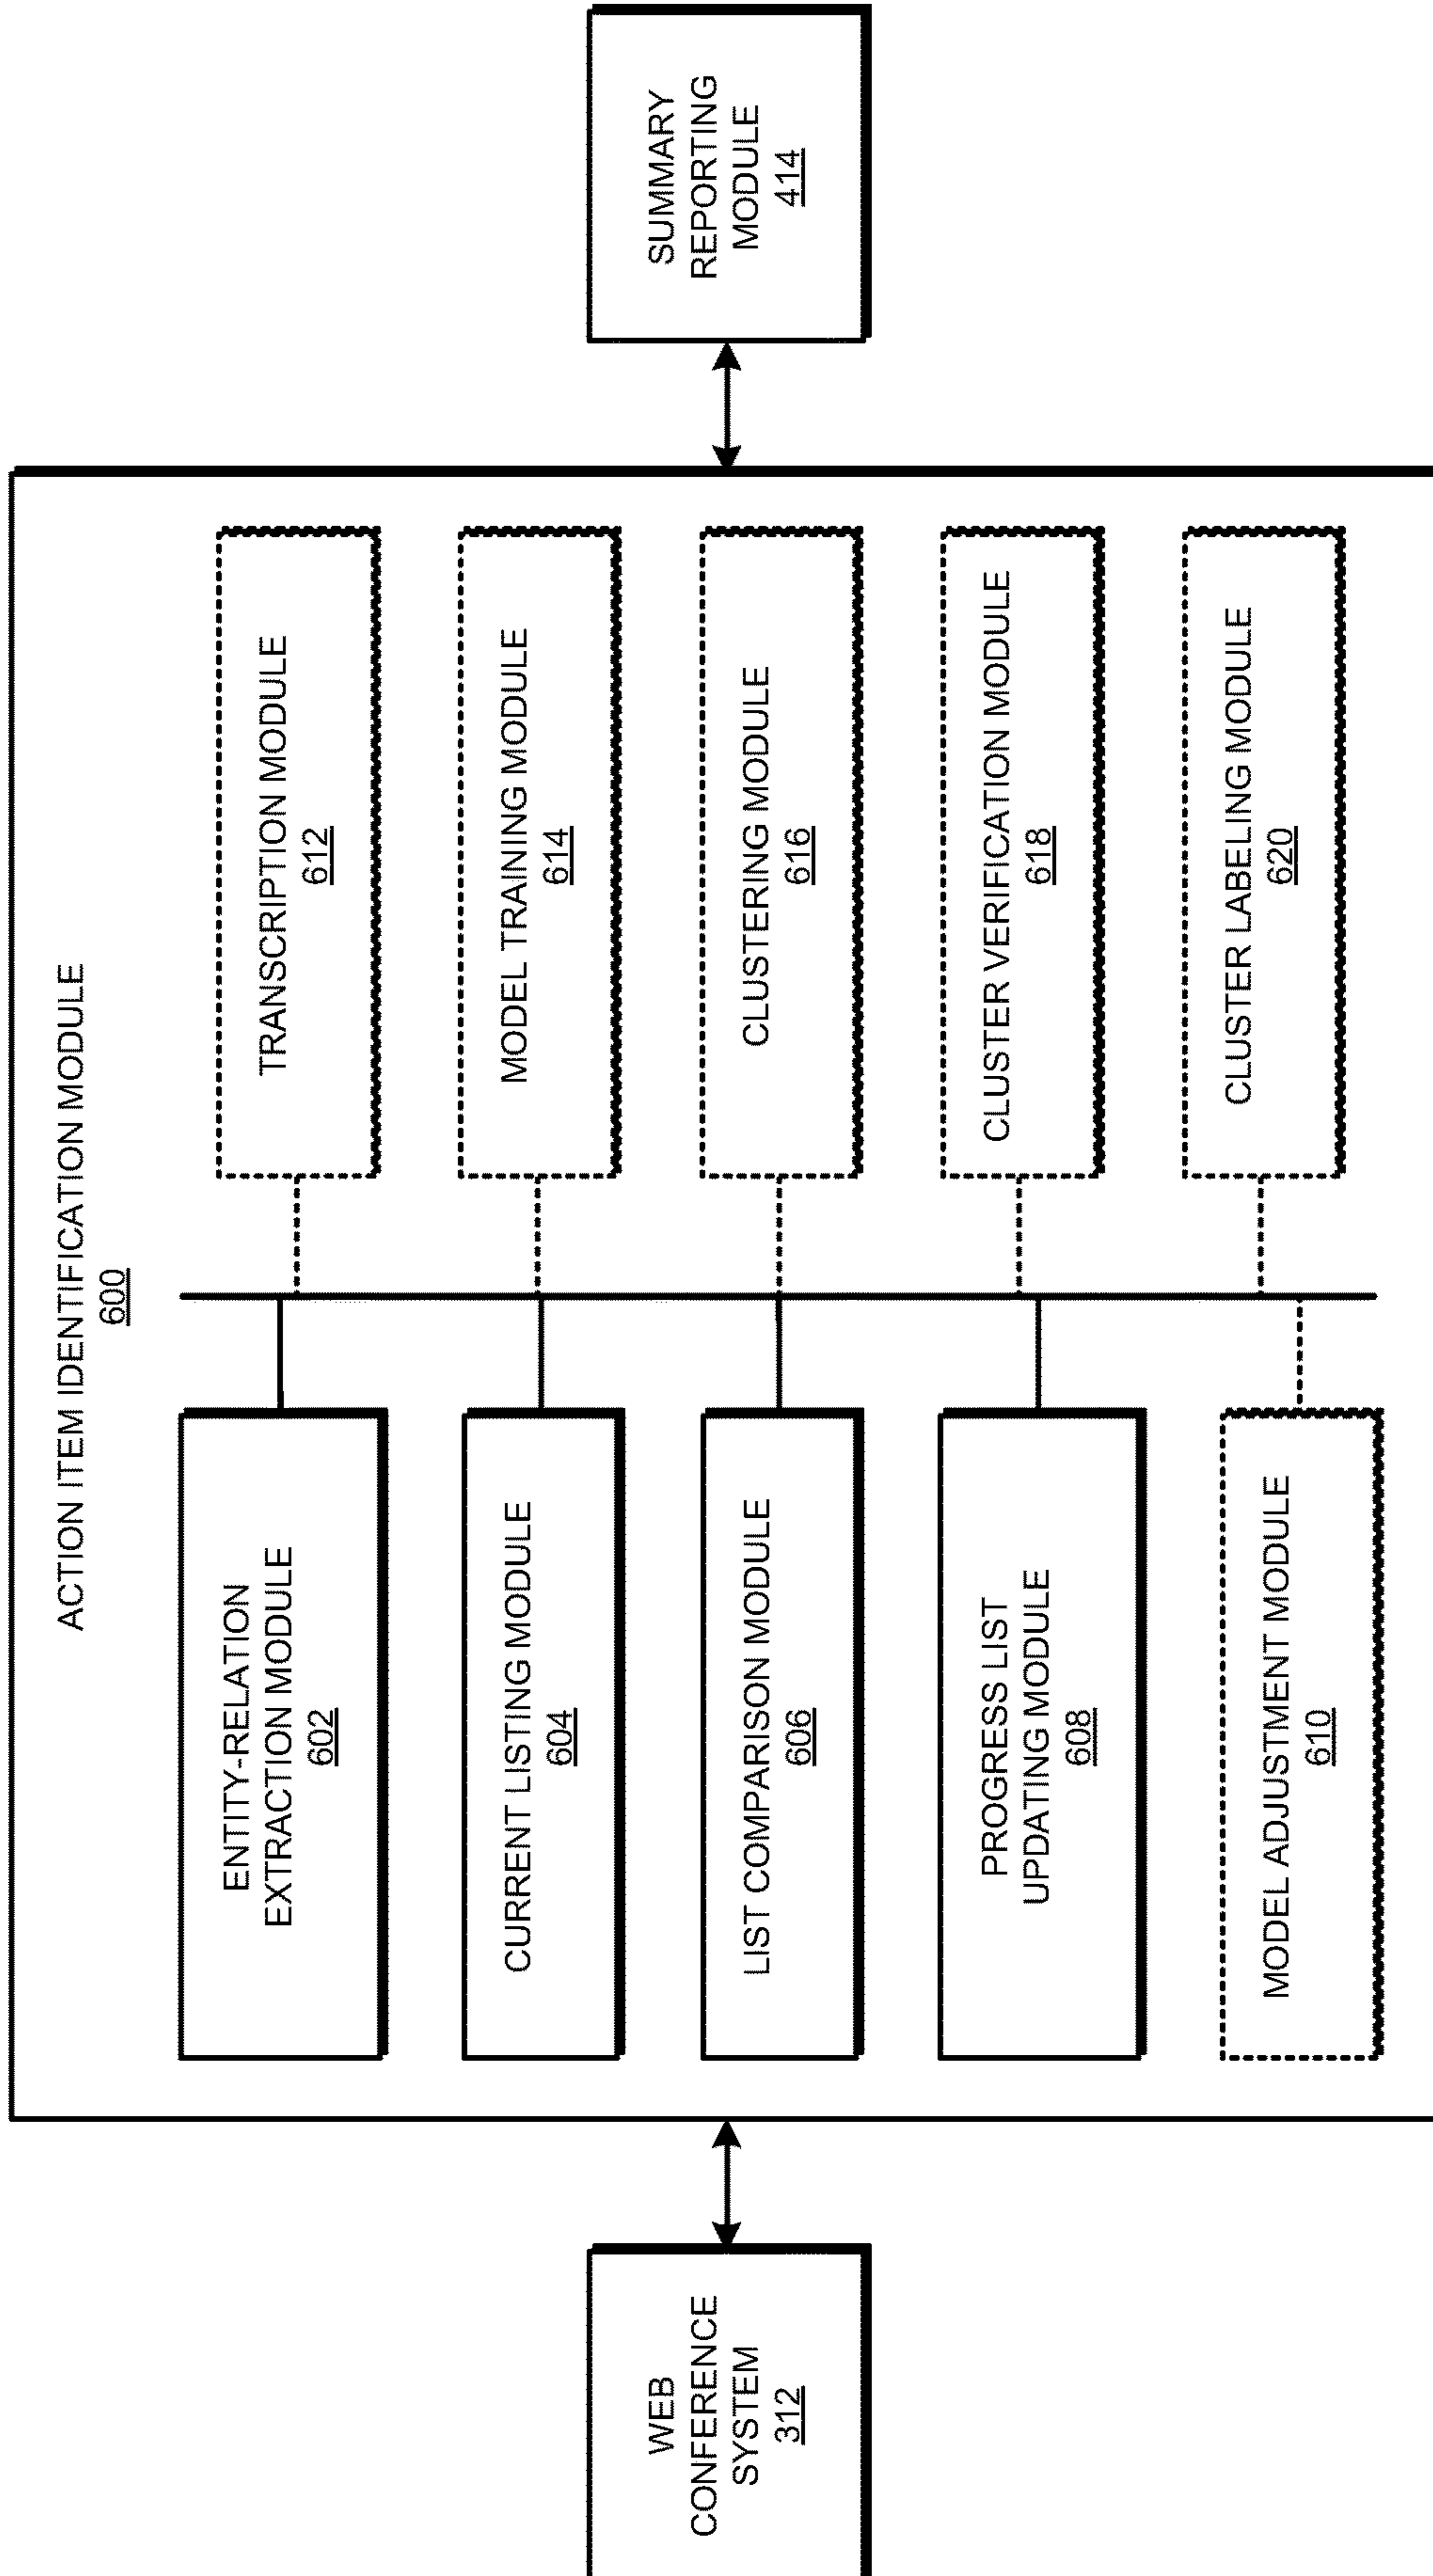 ACTION ITEM IDENTIFICATION MODULE
600
WEB
CONFERENCE
SYSTEM
312
ENTITY-RELATION
EXTRACTION MODULE
602
CURRENT LISTING MODULE
604
LIST COMPARISON MODULE
606
PROGRESS LIST
UPDATING MODULE
608
MODEL ADJUSTMENT MODULE
610
TRANSCRIPTION MODULE
612
MODEL TRAINING MODULE
614
CLUSTERING MODULE
616
CLUSTER VERIFICATION MODULE
618
CLUSTER LABELING MODULE
620
SUMMARY
REPORTING
MODULE
414